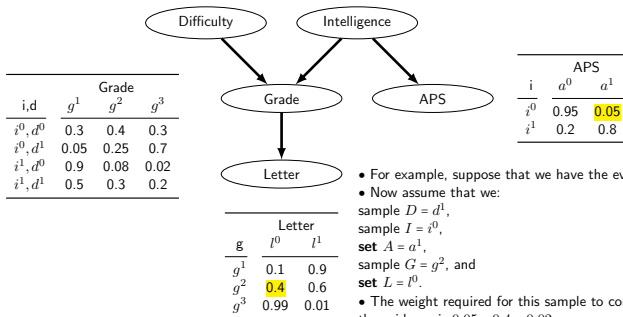 Difficulty
Intelligence
Grade
APS
Letter
Grade
i,d g¹ g² g³
i⁰, d⁰ 0.3 0.4 0.3
i⁰, d¹ 0.05 0.25 0.7
i¹, d⁰ 0.9 0.08 0.02
i¹, d¹ 0.5 0.3 0.2
APS
i a⁰ a¹
i⁰ 0.95 0.05
i¹ 0.2 0.8
Letter
g l⁰ l¹
g¹ 0.1 0.9
g² 0.4 0.6
g³ 0.99 0.01
• For example, suppose that we have the
• Now assume that we:
sample D = d¹,
sample I = i⁰,
set A = a¹,
sample G = g², and
set L = l⁰.
• The weight required for this sample to